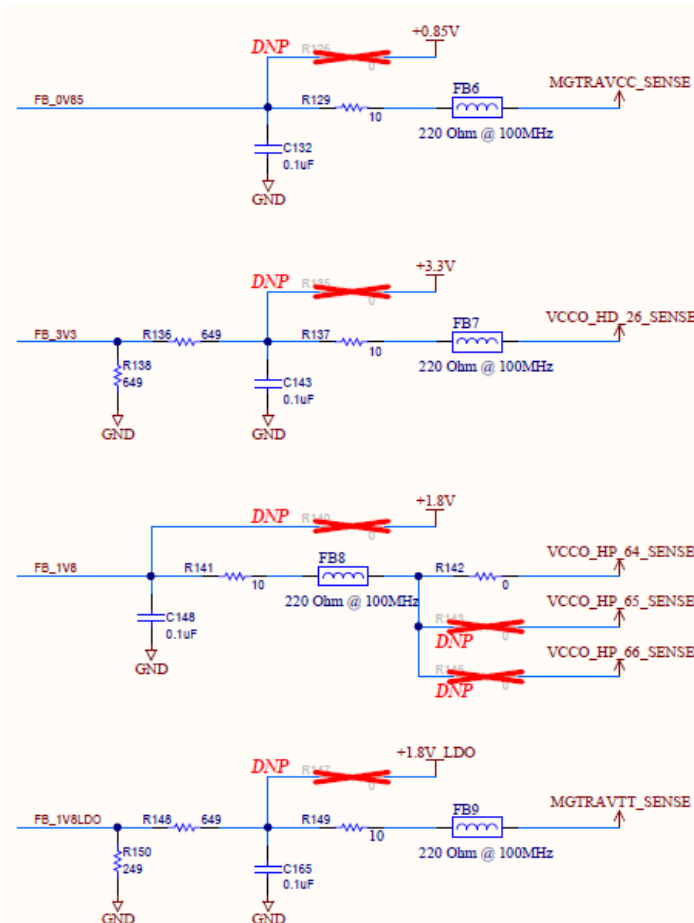 +0.85V
DNP R126
0
FB_0V85
R129
10
FB6
220 Ohm @ 100MHz
MGTRAVCC_SENSE
C132
0.1uF
GND
+3.3V
DNP R135
0
FB_3V3
R136 649
R137
10
FB7
220 Ohm @ 100MHz
VCCO_HD_26_SENSE
R138
649
GND
C143
0.1uF
GND
+1.8V
DNP R140
0
FB_1V8
R141
10
FB8
220 Ohm @ 100MHz
R142
0
VCCO_HP_64_SENSE
C148
0.1uF
GND
R143
DNP
0
VCCO_HP_65_SENSE
DNP
0
VCCO_HP_66_SENSE
+1.8V_LDO
DNP R147
0
FB_1V8LDO
R148 649
R149
10
FB9
220 Ohm @ 100MHz
MGTRAVTT_SENSE
R150
249
GND
C165
0.1uF
GND